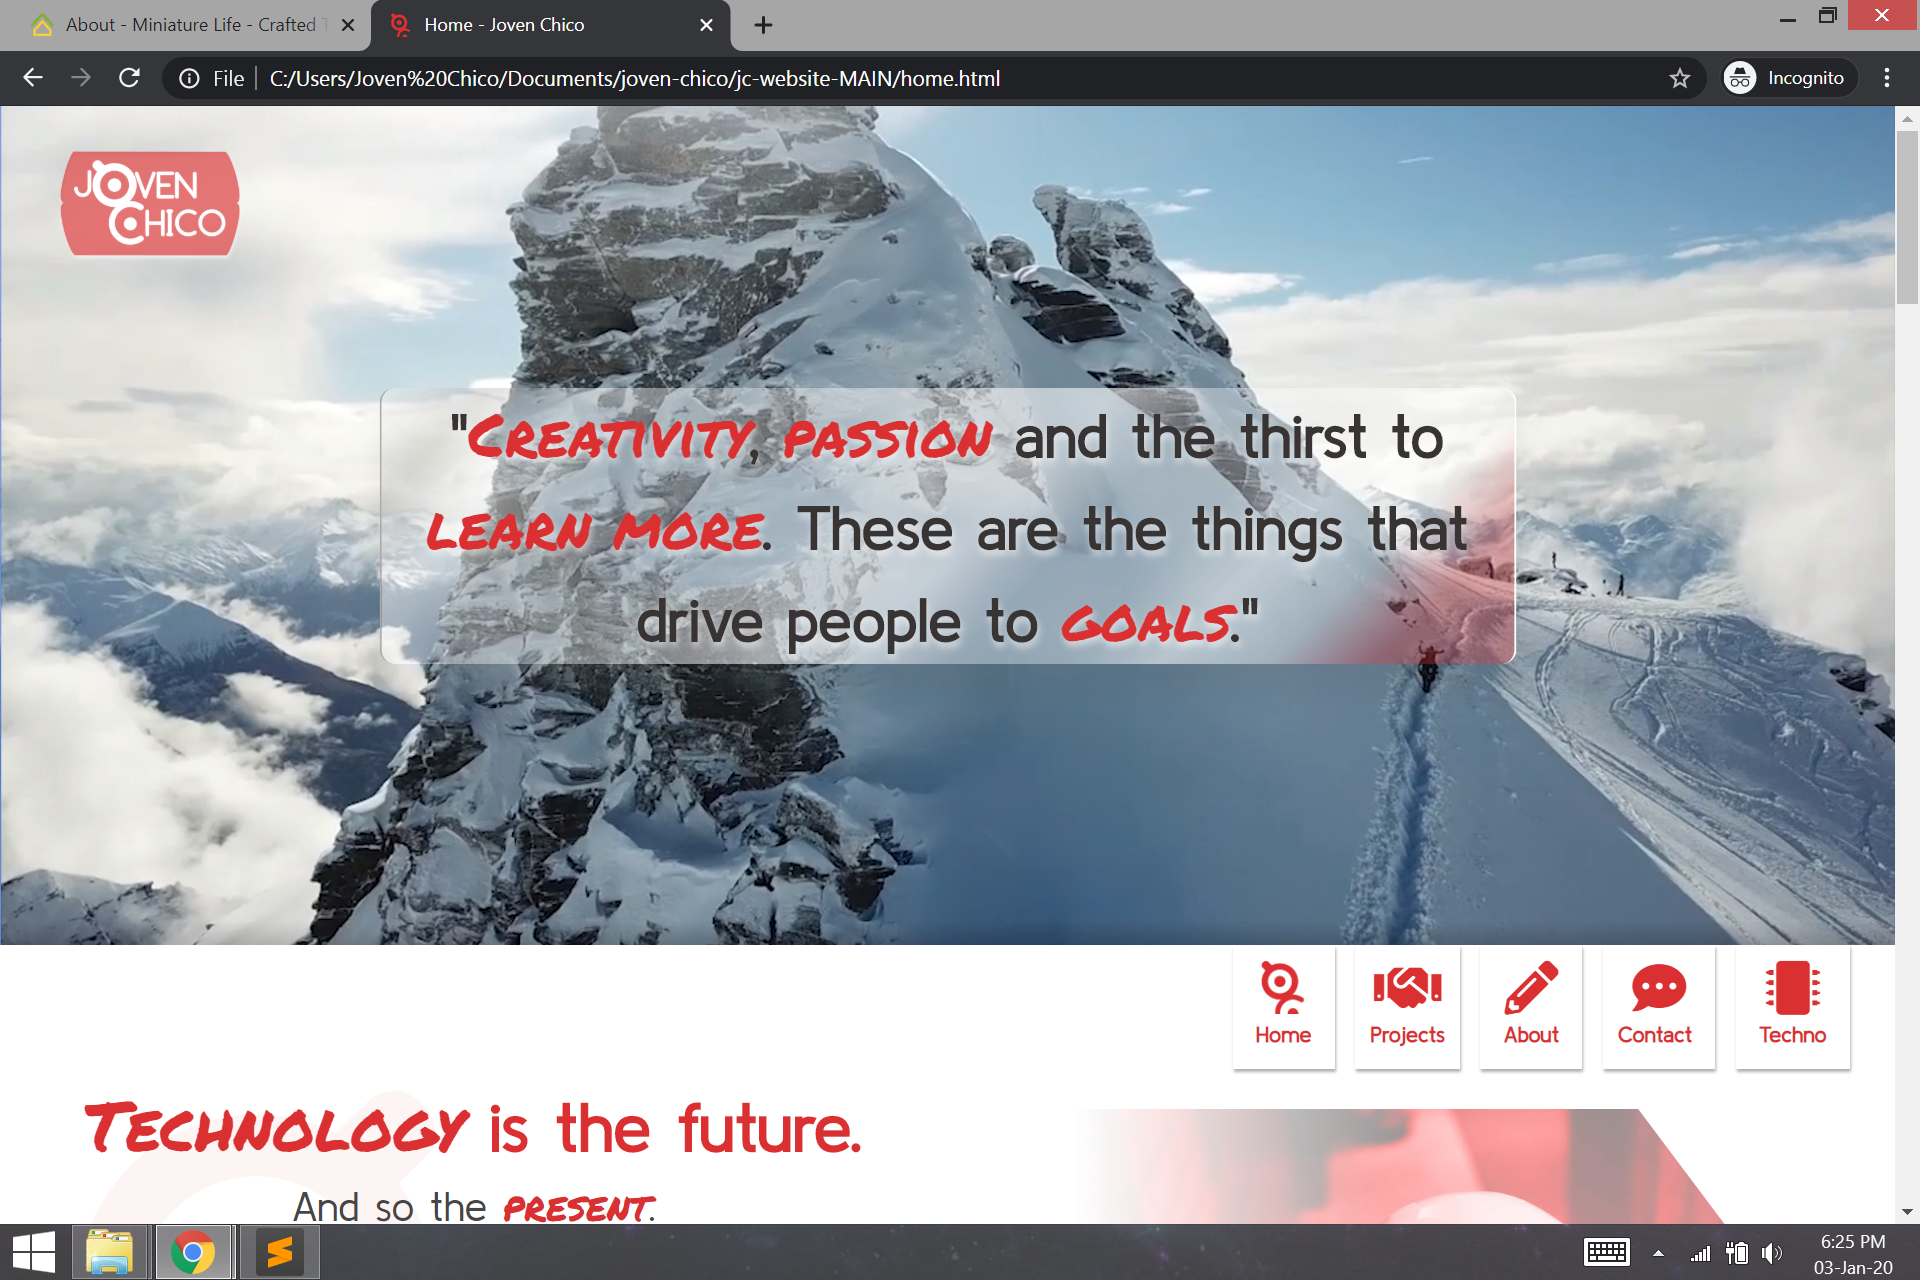 About - Miniature Life - Crafted
Home - Joven Chico
File
C:/Users/Joven%20Chico/Documents/joven-chico/jc-website-MAIN/home.html
Incognito
JOVEN
CHICO
"Creativity, passion and the thirst to
learn more. These are the things that
drive people to goals."
Home
Projects
About
Contact
Techno
Technology is the future.
And so the present.
6:25 PM
03-Jan-20